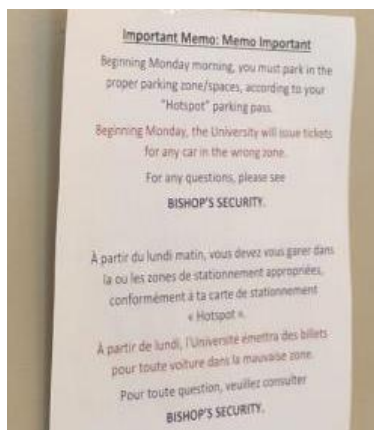 Important Memo: Memo Important
Beginning Monday morning, you must park in the
proper parking zone/spaces, according to your
"Hotspot" parking pass.
Beginning Monday, the University will issue tickets
for any car in the wrong zone.
For any questions, please see
BISHOP'S SECURITY.
À partir du lundi matin, vous devez vous garer dans
la ou les zones de stationnement appropriées,
conformément à ta carte de stationnement
« Hotspot ».
À partir de lundi, l'Université émettra des billets
pour toute voiture dans la mauvaise zone.
Pour toute question, veuillez consulter
BISHOP'S SECURITY.